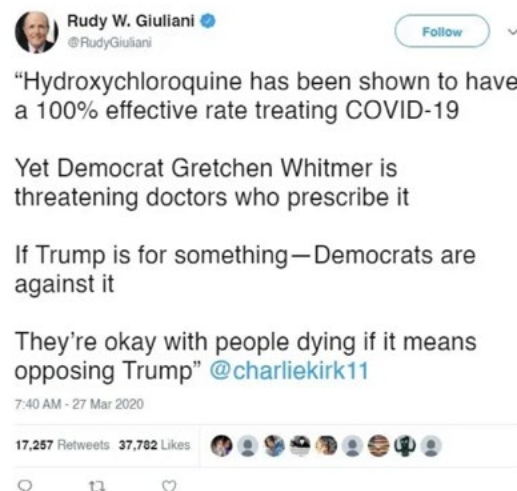 Rudy W. Giuliani
@RudyGiuliani
Follow
“Hydroxychloroquine has been shown to have
a 100% effective rate treating COVID-19
Yet Democrat Gretchen Whitmer is
threatening doctors who prescribe it
If Trump is for something—Democrats are
against it
They’re okay with people dying if it means
opposing Trump” @charliekirk11
7:40 AM - 27 Mar 2020
17,257 Retweets 37,782 Likes